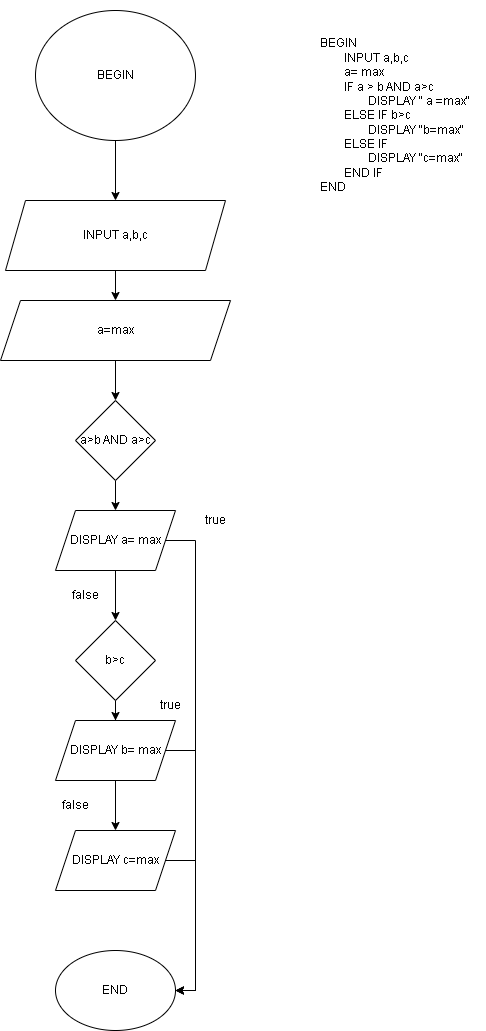 BEGIN
INPUT a,b,c
a=max
a>b AND a>c
DISPLAY a= max
true
false
b>c
true
DISPLAY b= max
false
DISPLAY c=max
END
BEGIN
INPUT a,b,c
a= max
IF a > b AND a>c
DISPLAY " a =max"
ELSE IF b>c
DISPLAY "b=max"
ELSE IF
DISPLAY "c=max"
END IF
END